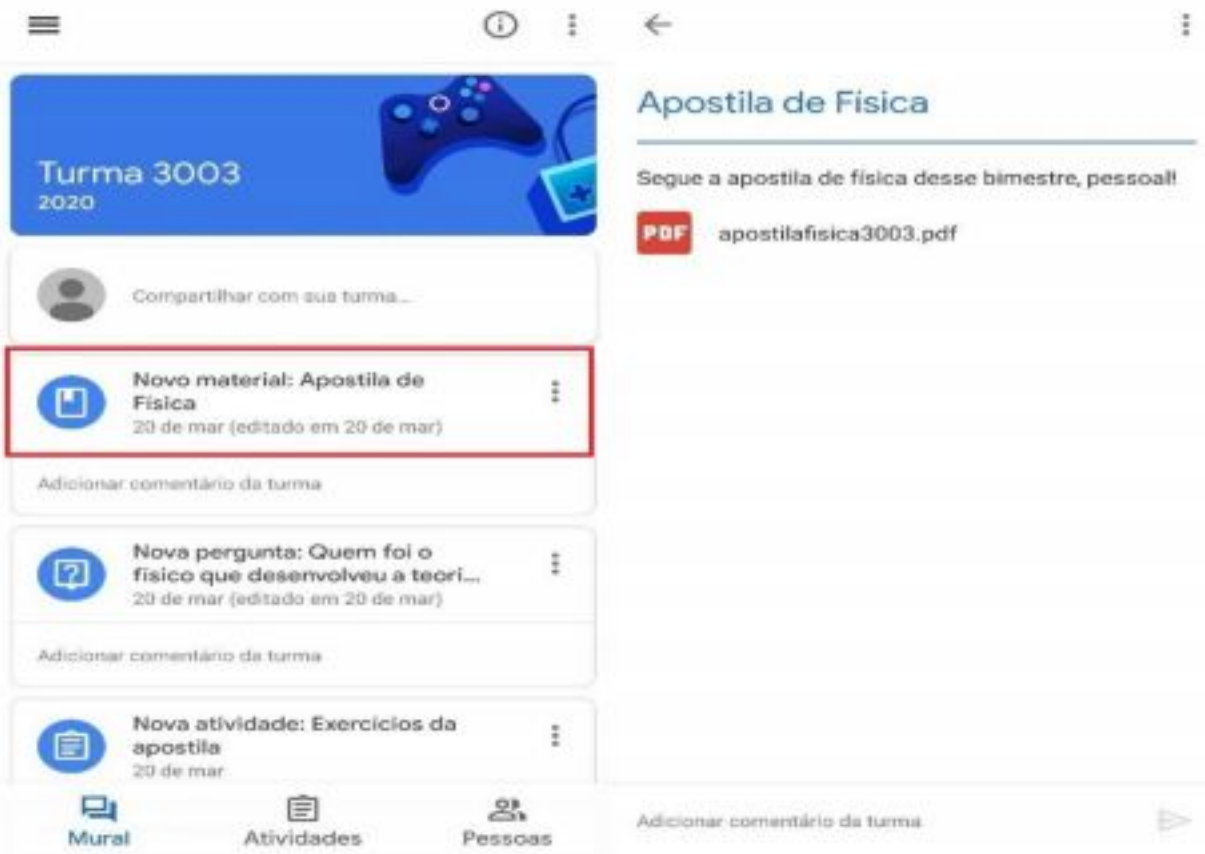 Turma 3003
2020
Compartilhar com sua turma...
Novo material: Apostila de
Física
20 de mar (editado em 20 de mar)
Adicionar comentário da turma
Nova pergunta: Quem foi o
físico que desenvolveu a teori...
20 de mar (editado em 20 de mar)
Adicionar comentário da turma
Nova atividade: Exercícios da
apostila
20 de mar
Mural
Atividades
Pessoas
Apostila de Física
Segue a apostila de física desse bimestre, pessoal!
PDF
apostilafisica3003.pdf
Adicionar comentário da turma